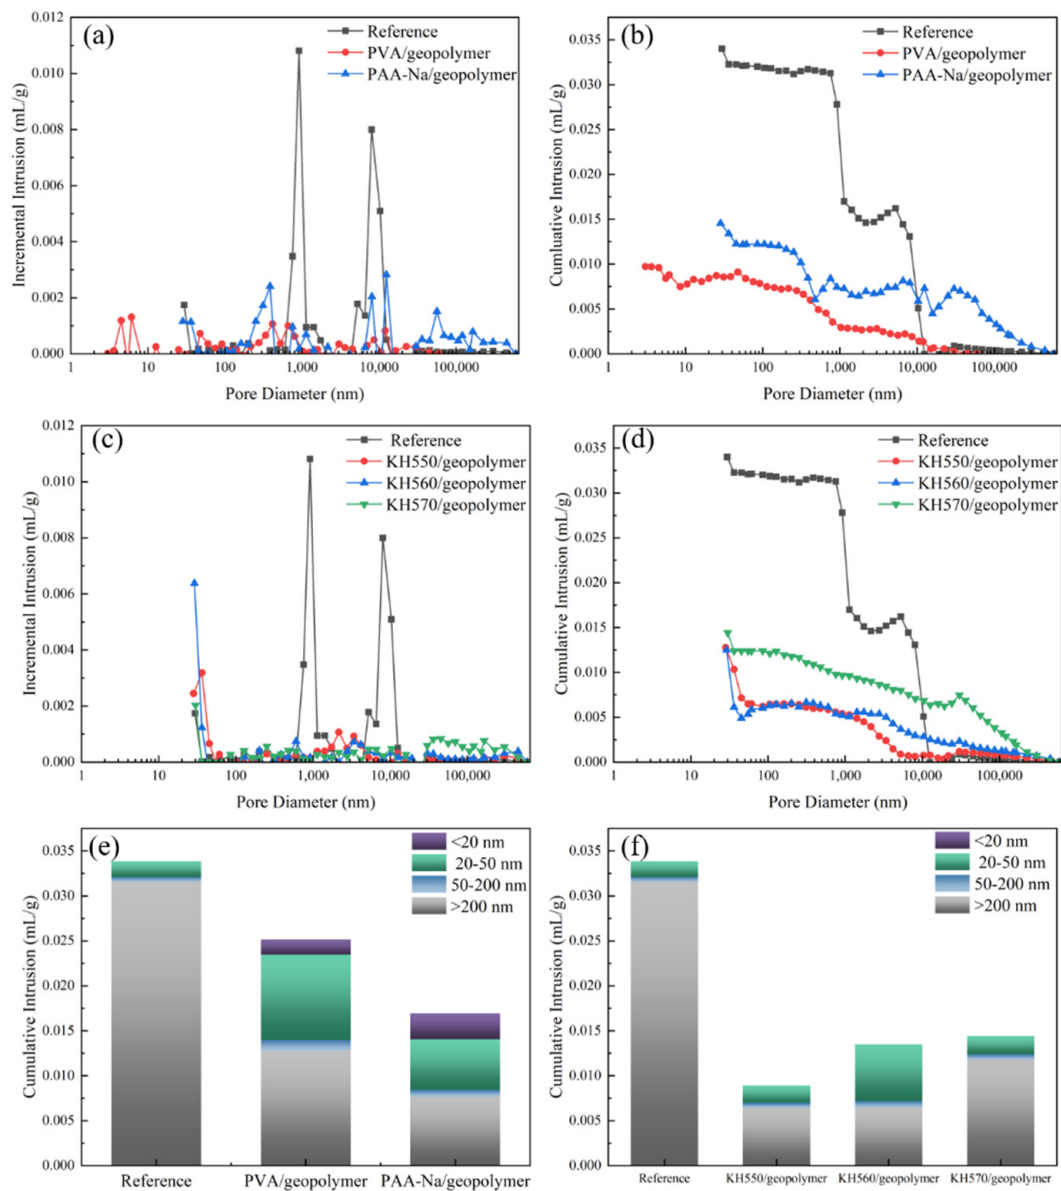 (a)
Reference
PVA/geopolymer
PAA-Na/geopolymer
Incremental Intrusion (mL/g)
0.012
0.010
0.008
0.006
0.004
0.002
0.000
1 10 100 1,000 10,000 100,000
Pore Diameter (nm)
(b)
Reference
PVA/geopolymer
PAA-Na/geopolymer
Cumluative Intrusion (mL/g)
0.035
0.030
0.025
0.020
0.015
0.010
0.005
0.000
1 10 100 1,000 10,000 100,000
Pore Diameter (nm)
(c)
Reference
KH550/geopolymer
KH560/geopolymer
KH570/geopolymer
Incremental Intrusion (mL/g)
0.012
0.010
0.008
0.006
0.004
0.002
0.000
1 10 100 1,000 10,000 100,000
Pore Diameter (nm)
(d)
Reference
KH550/geopolymer
KH560/geopolymer
KH570/geopolymer
Cumulative Intrusion (mL/g)
0.035
0.030
0.025
0.020
0.015
0.010
0.005
0.000
1 10 100 1,000 10,000 100,000
Pore Diameter (nm)
(e)
<20 nm
20-50 nm
50-200 nm
>200 nm
Cumulative Intrusion (mL/g)
0.035
0.030
0.025
0.020
0.015
0.010
0.005
0.000
Reference PVA/geopolymer PAA-Na/geopolymer
(f)
<20 nm
20-50 nm
50-200 nm
>200 nm
Cumulative Intrusion (mL/g)
0.035
0.030
0.025
0.020
0.015
0.010
0.005
0.000
Reference KH550/geopolymer KH560/geopolymer KH570/geopolymer